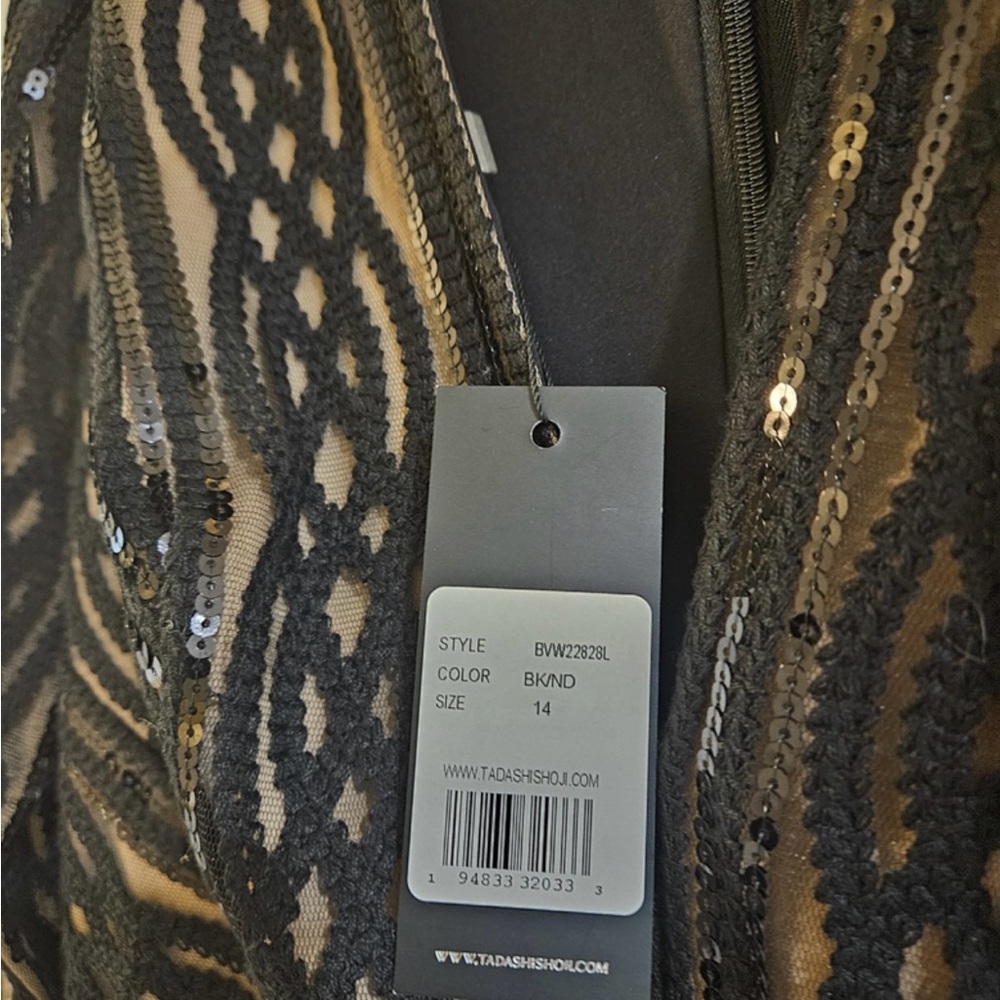 STYLE BVW22828L
COLOR BK/ND
SIZE 14
WWW.TADASHISHOJI.COM
1 94833 32033 3
WWW.TADASHISHOJI.COM